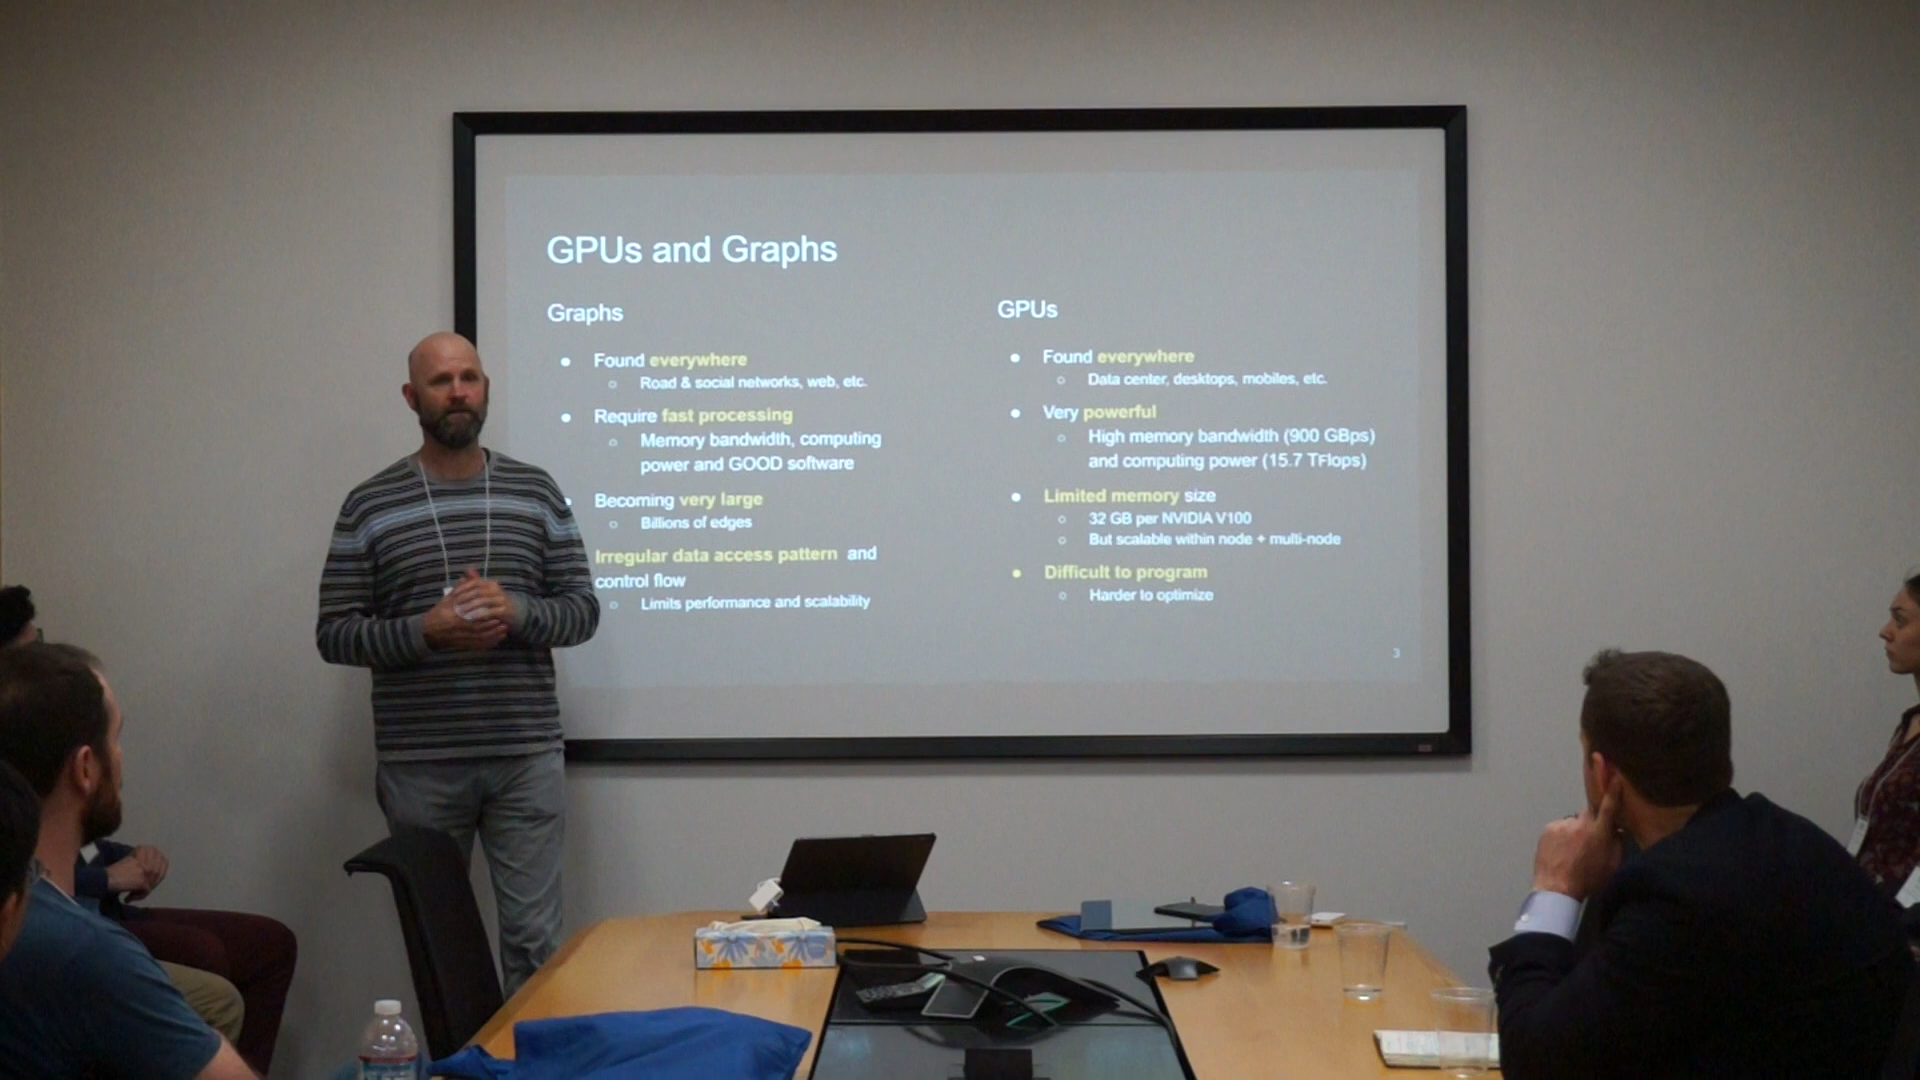 GPUs and Graphs
Graphs
Found everywhere
Road & social networks, web, etc.
Require fast processing
Memory bandwidth, computing
power and GOOD software
Becoming very large
Billions of edges
Irregular data access pattern and
control flow
Limits performance and scalability
GPUs
Found everywhere
Data center, desktops, mobiles, etc.
Very powerful
High memory bandwidth (900 GBps)
and computing power (15.7 TFlops)
Limited memory size
32 GB per NVIDIA V100
But scalable within node + multi-node
Difficult to program
Harder to optimize
3